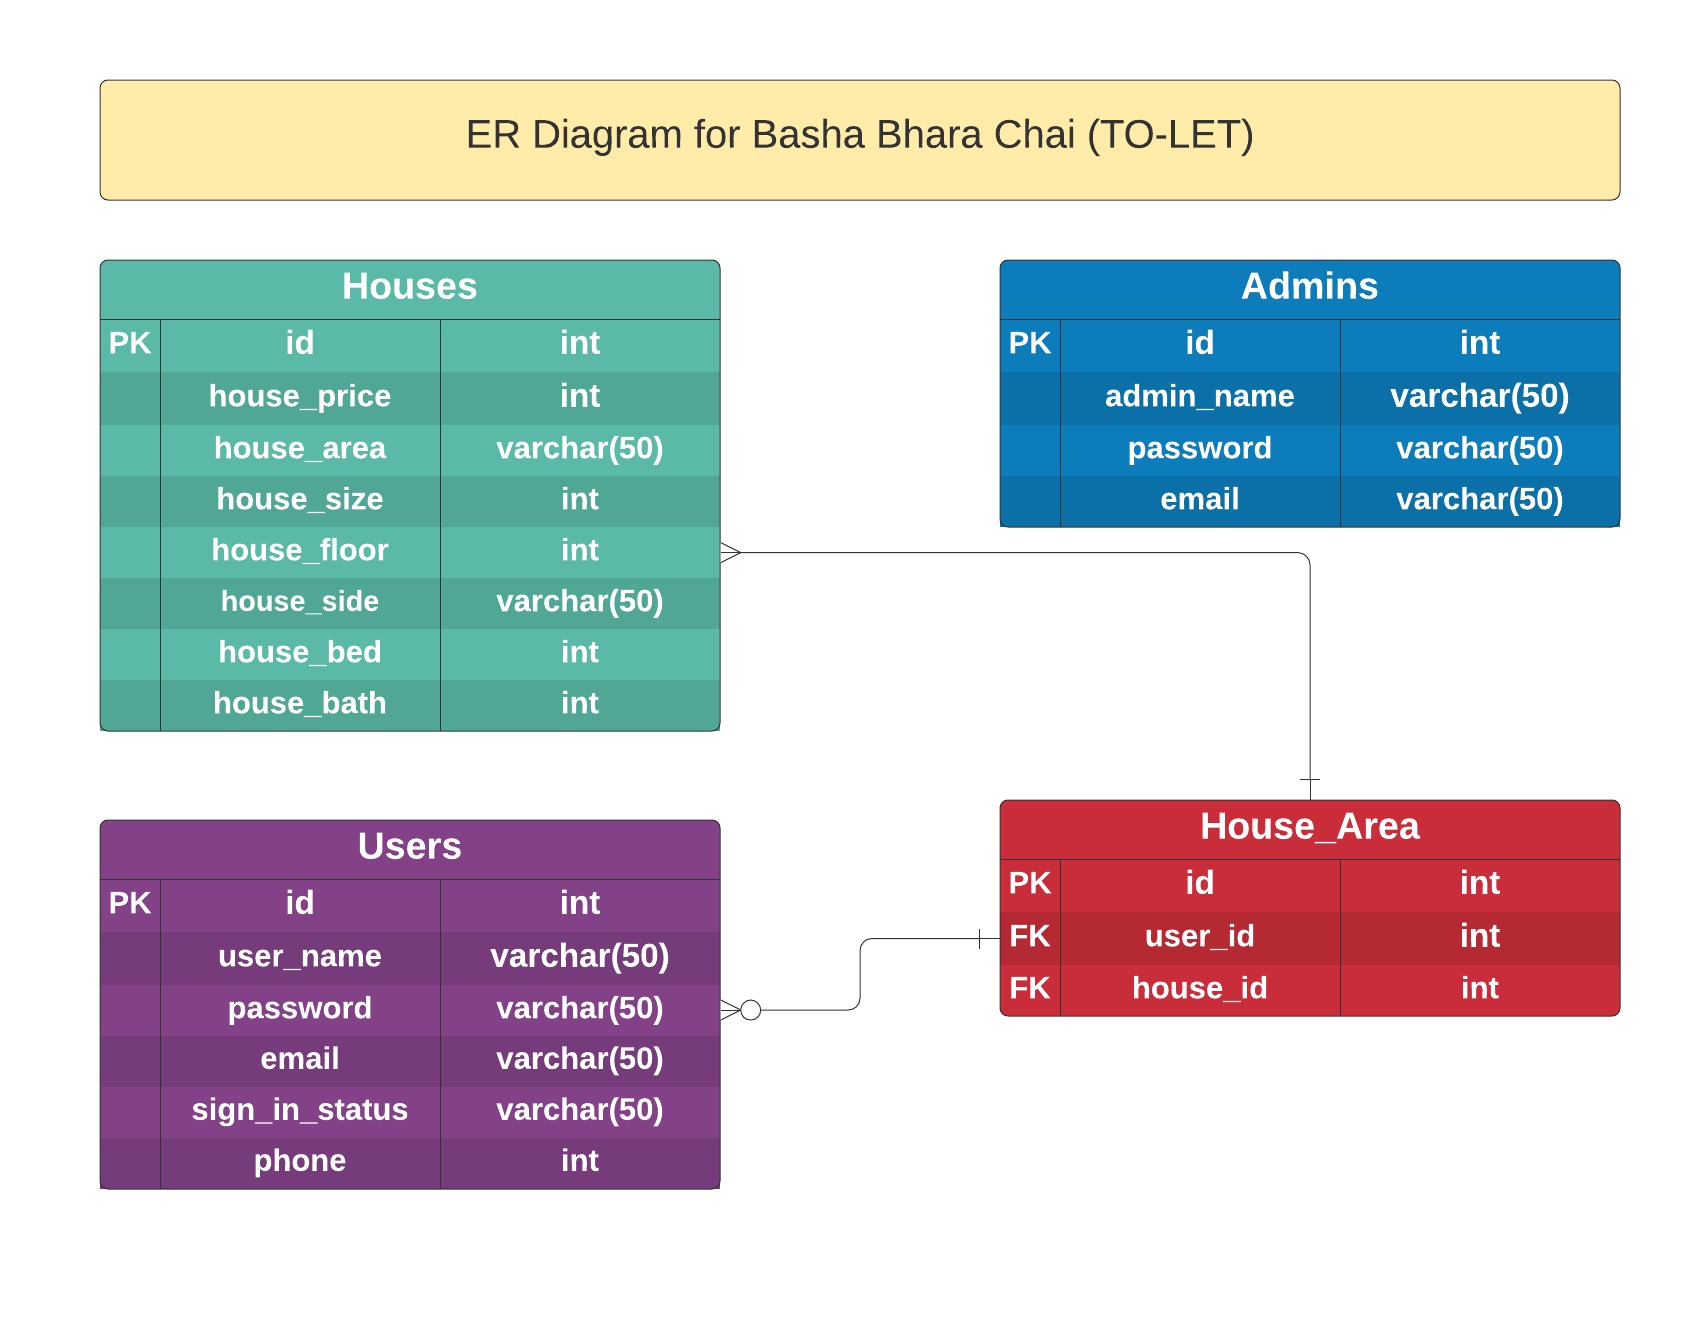 ER Diagram for Basha Bhara Chai (TO-LET)
Houses
PK id int
house_price int
house_area varchar(50)
house_size int
house_floor int
house_side varchar(50)
house_bed int
house_bath int
Admins
PK id int
admin_name varchar(50)
password varchar(50)
email varchar(50)
Users
PK id int
user_name varchar(50)
password varchar(50)
email varchar(50)
sign_in_status varchar(50)
phone int
House_Area
PK id int
FK user_id int
FK house_id int